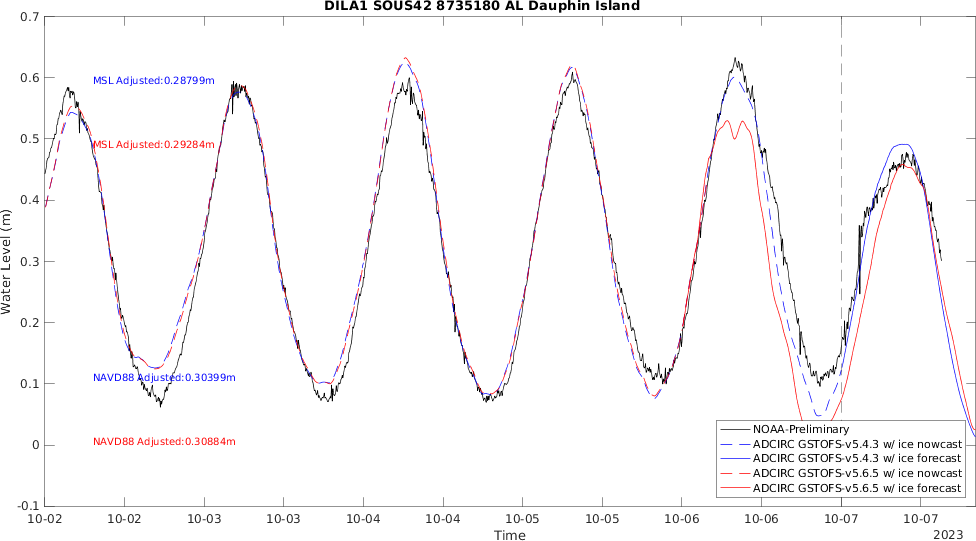 DILA1 SOUS42 8735180 AL Dauphin Island
0.7
0.6
0.5
0.4
0.3
0.2
0.1
0
-0.1
Water Level (m)
MSL Adjusted:0.28799m
MSL Adjusted:0.29284m
NAVD88 Adjusted:0.30399m
NAVD88 Adjusted:0.30884m
NOAA-Preliminary
ADCIRC GSTOFS-v5.4.3 w/ ice nowcast
ADCIRC GSTOFS-v5.4.3 w/ ice forecast
ADCIRC GSTOFS-v5.6.5 w/ ice nowcast
ADCIRC GSTOFS-v5.6.5 w/ ice forecast
10-02 10-02 10-03 10-03 10-04 10-04 10-05 10-05 10-06 10-06 10-07 10-07
Time
2023